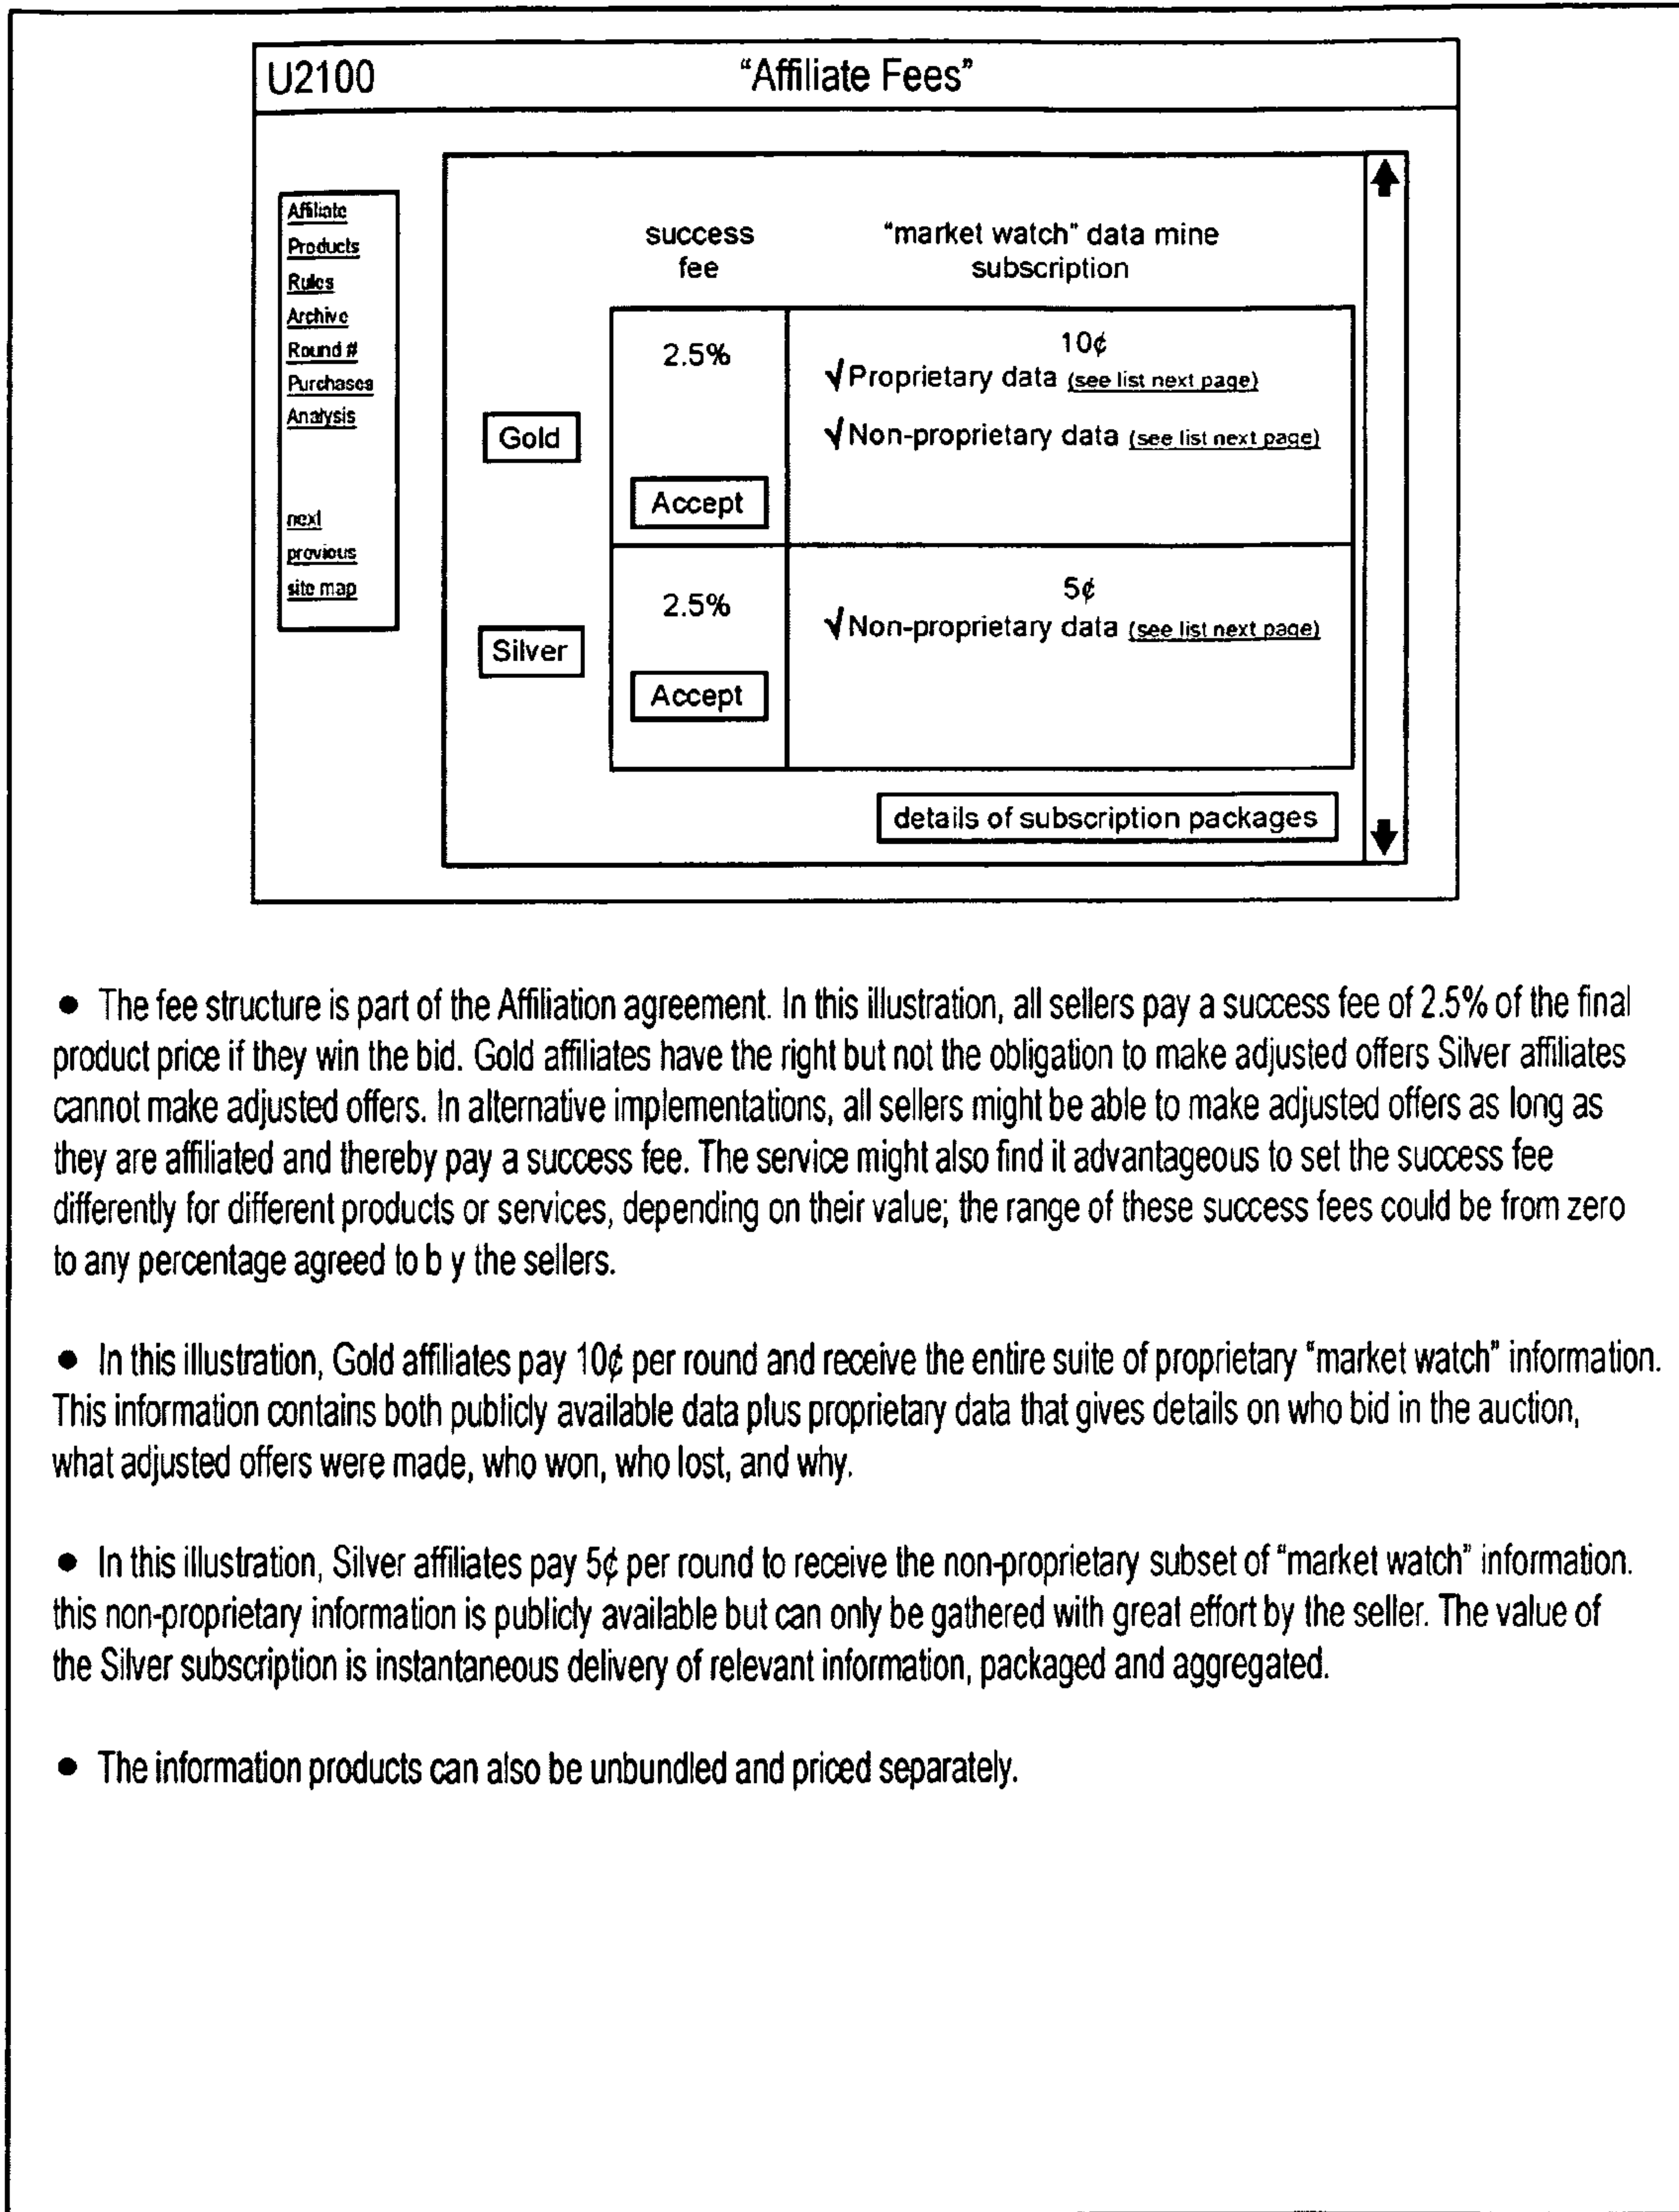 U2100 "Affiliate Fees"
Affiliate
Products
Rules
Archive
Round #
Purchases
Analysis
next
previous
site map
success
fee
"market watch" data mine
subscription
Gold
2.5%
Accept
10¢
√ Proprietary data (see list next page)
√ Non-proprietary data (see list next page)
Silver
2.5%
Accept
5¢
√ Non-proprietary data (see list next page)
details of subscription packages
• The fee structure is part of the Affiliation agreement. In this illustration, all sellers pay a success fee of 2.5% of the final
product price if they win the bid. Gold affiliates have the right but not the obligation to make adjusted offers Silver affiliates
cannot make adjusted offers. In alternative implementations, all sellers might be able to make adjusted offers as long as
they are affiliated and thereby pay a success fee. The service might also find it advantageous to set the success fee
differently for different products or services, depending on their value; the range of these success fees could be from zero
to any percentage agreed to b y the sellers.
• In this illustration, Gold affiliates pay 10¢ per round and receive the entire suite of proprietary "market watch" information.
This information contains both publicly available data plus proprietary data that gives details on who bid in the auction,
what adjusted offers were made, who won, who lost, and why.
• In this illustration, Silver affiliates pay 5¢ per round to receive the non-proprietary subset of "market watch" information.
this non-proprietary information is publicly available but can only be gathered with great effort by the seller. The value of
the Silver subscription is instantaneous delivery of relevant information, packaged and aggregated.
• The information products can also be unbundled and priced separately.